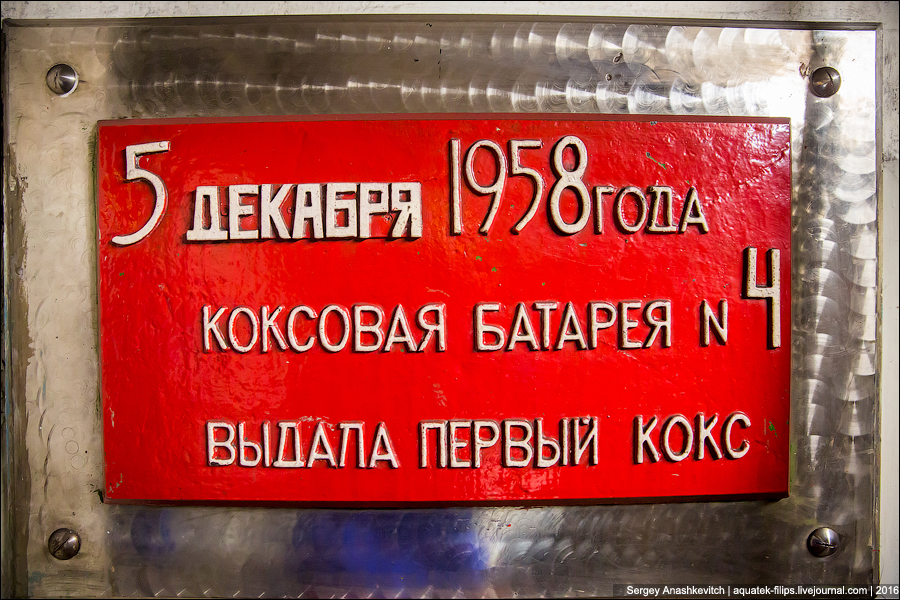 5 ДЕКАБРЯ 1958 ГОДА
КОКСОВАЯ БАТАРЕЯ N 4
ВЫДАЛА ПЕРВЫЙ КОКС
Sergey Anashkevitch | aquatek-filips.livejournal.com | 2016